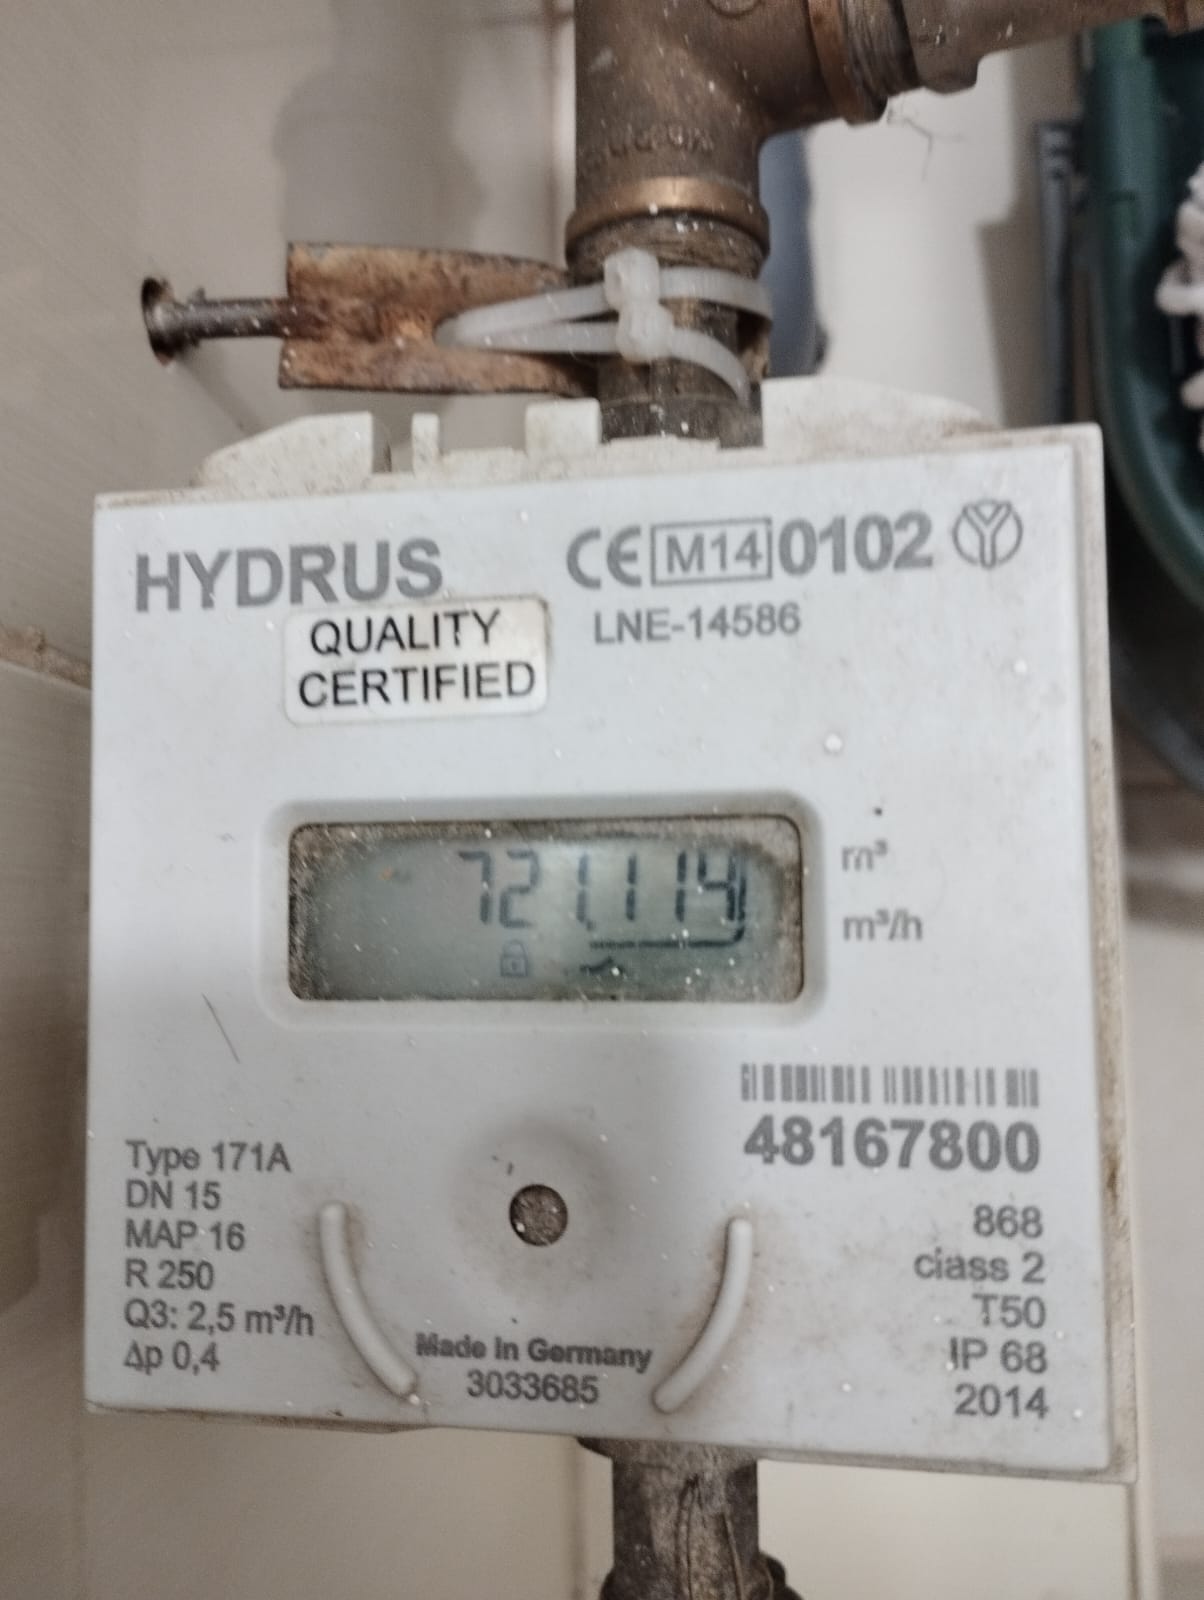 HYDRUS
CE M14 0102
LNE-14586
QUALITY
CERTIFIED
721.114
m³
m³/h
48167800
Type 171A
DN 15
MAP 16
R 250
Q3: 2,5 m³/h
Δp 0,4
Made in Germany
3033685
868
class 2
T50
IP 68
2014